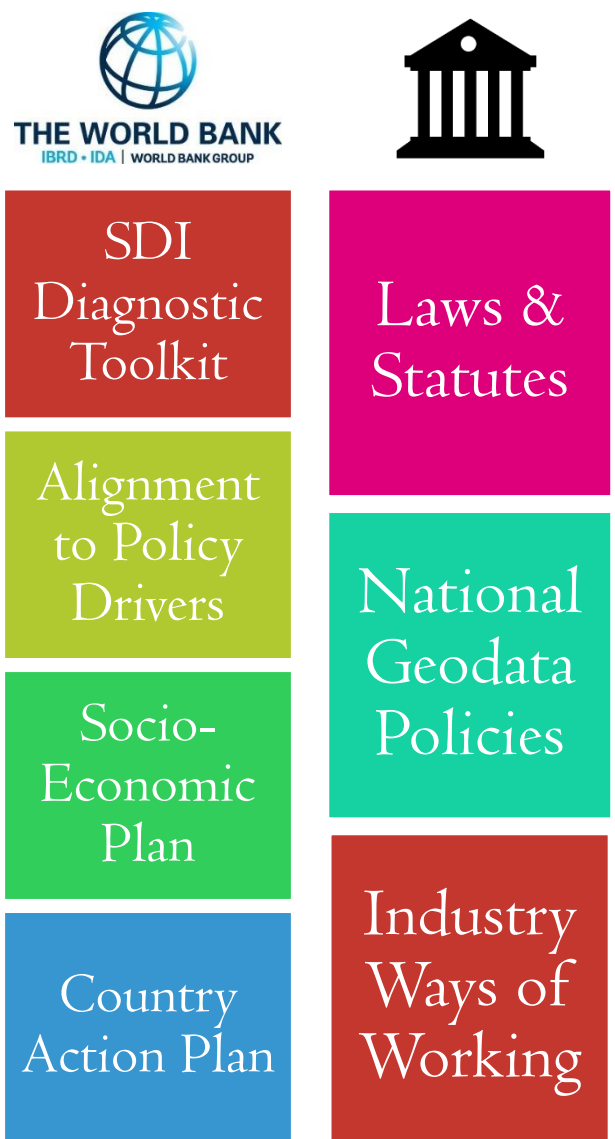 THE WORLD BANK
IBRD • IDA | WORLD BANK GROUP
SDI
Diagnostic
Toolkit
Alignment
to Policy
Drivers
Socio-
Economic
Plan
Country
Action Plan
Laws &
Statutes
National
Geodata
Policies
Industry
Ways of
Working